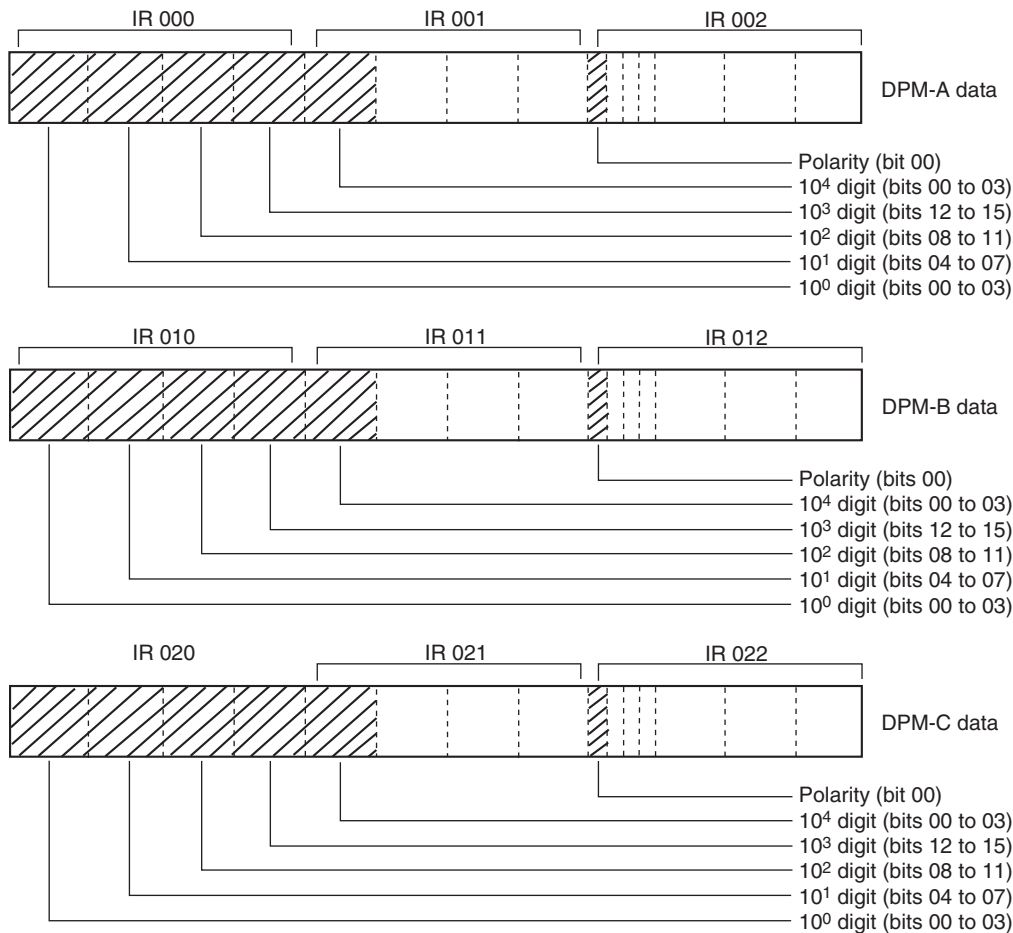 IR 000 IR 001 IR 002
DPM-A data
Polarity (bit 00)
10⁴ digit (bits 00 to 03)
10³ digit (bits 12 to 15)
10² digit (bits 08 to 11)
10¹ digit (bits 04 to 07)
10⁰ digit (bits 00 to 03)
IR 010 IR 011 IR 012
DPM-B data
Polarity (bits 00)
10⁴ digit (bits 00 to 03)
10³ digit (bits 12 to 15)
10² digit (bits 08 to 11)
10¹ digit (bits 04 to 07)
10⁰ digit (bits 00 to 03)
IR 020 IR 021 IR 022
DPM-C data
Polarity (bit 00)
10⁴ digit (bits 00 to 03)
10³ digit (bits 12 to 15)
10² digit (bits 08 to 11)
10¹ digit (bits 04 to 07)
10⁰ digit (bits 00 to 03)